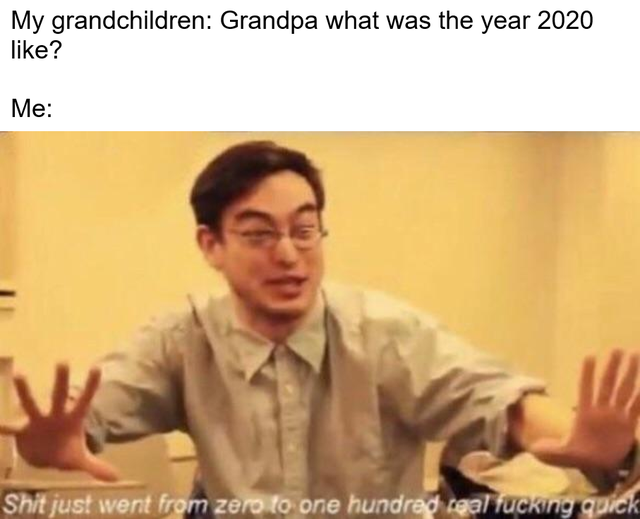 My grandchildren: Grandpa what was the year 2020
like?
Me:
Shit just went from zero to one hundred real fucking quick